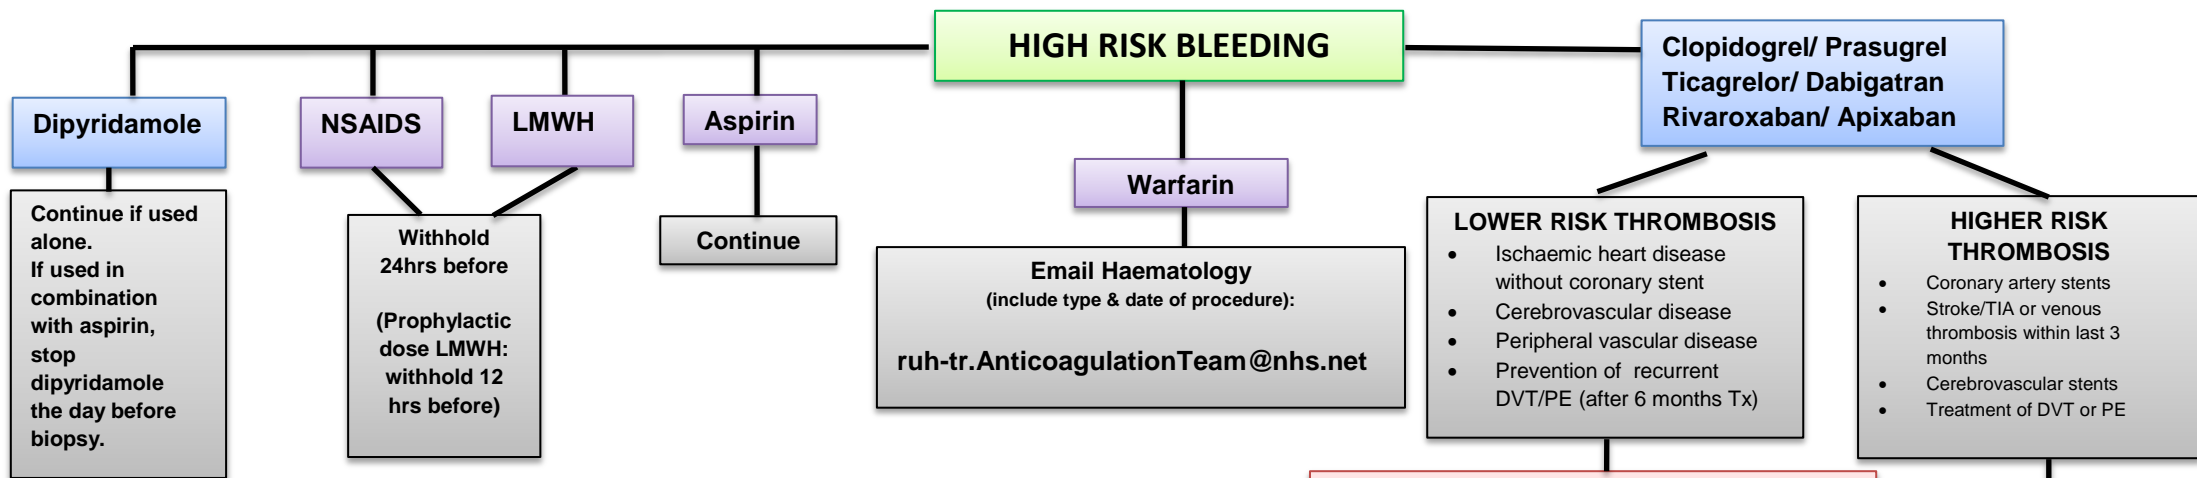 HIGH RISK BLEEDING
Clopidogrel/ Prasugrel
Ticagrelor/ Dabigatran
Rivaroxaban/ Apixaban
Dipyridamole
NSAIDS
LMWH
Aspirin
Warfarin
Continue if used
alone.
If used in
combination
with aspirin,
stop
dipyridamole
the day before
biopsy.
Withhold
24hrs before
(Prophylactic
dose LMWH:
withhold 12
hrs before)
Continue
Email Haematology
(include type & date of procedure):
ruh-tr.AnticoagulationTeam@nhs.net
LOWER RISK THROMBOSIS
• Ischaemic heart disease
without coronary stent
• Cerebrovascular disease
• Peripheral vascular disease
• Prevention of recurrent
DVT/PE (after 6 months Tx)
HIGHER RISK
THROMBOSIS
• Coronary artery stents
• Stroke/TIA or venous
thrombosis within last 3
months
• Cerebrovascular stents
• Treatment of DVT or PE